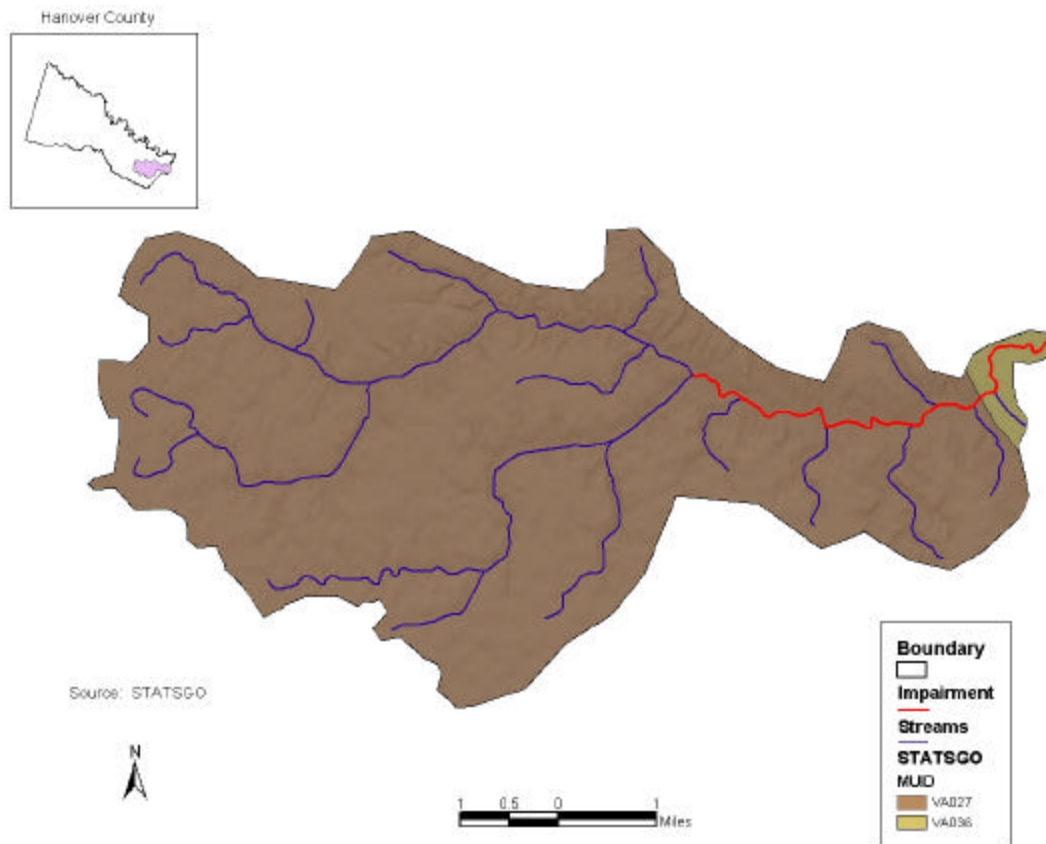 Hanover County
Source: STATSGO
N
1 0.5 0 1
Miles
Boundary
Impairment
Streams
STATSGO
MUID
VA027
VA036